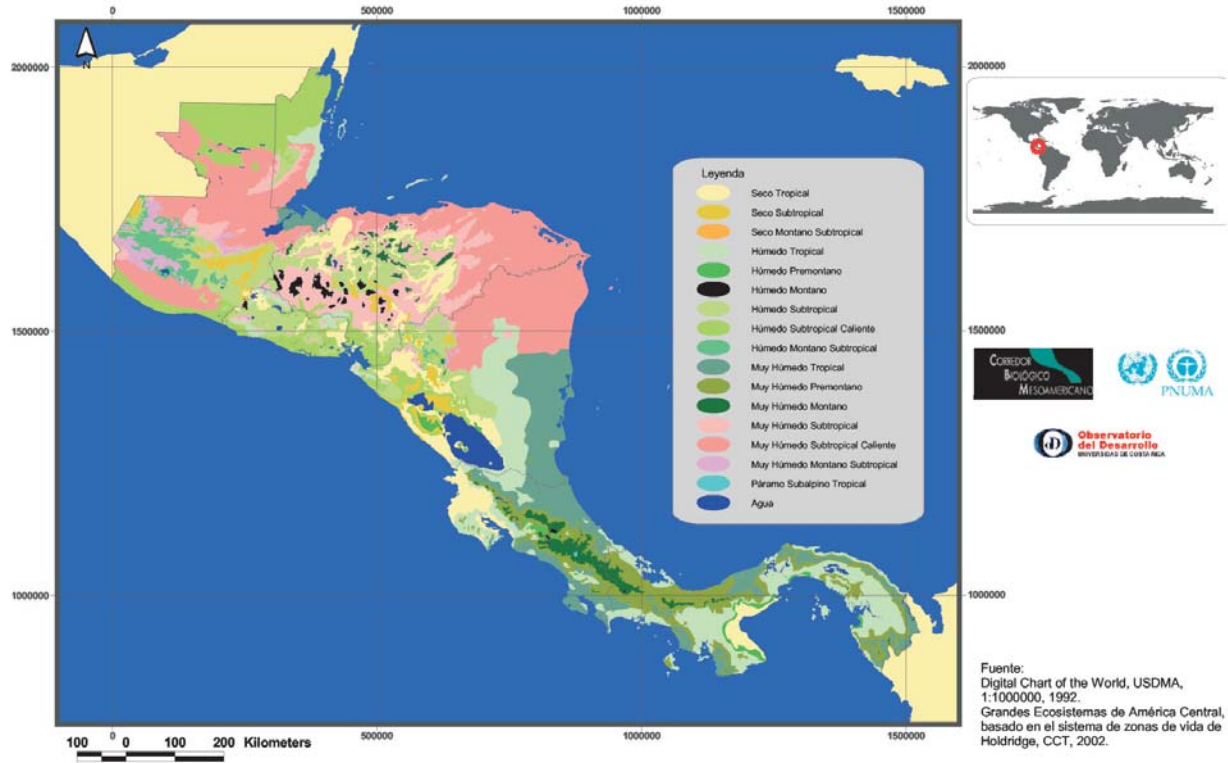 0
500000
1000000
1500000
2000000
2000000
N
Leyenda
Seco Tropical
Seco Subtropical
Seco Montano Subtropical
Húmedo Tropical
Húmedo Premontano
Húmedo Montano
Húmedo Subtropical
Húmedo Subtropical Caliente
Húmedo Montano Subtropical
Muy Húmedo Tropical
Muy Húmedo Premontano
Muy Húmedo Montano
Muy Húmedo Subtropical
Muy Húmedo Subtropical Caliente
Muy Húmedo Montano Subtropical
Páramo Subalpino Tropical
Agua
1500000
1500000
CORREDOR
BIOLÓGICO
MESOAMERICANO
PNUMA
Observatorio
del Desarrollo
UNIVERSIDAD DE COSTA RICA
1000000
1000000
Fuente:
Digital Chart of the World, USDMA,
1:1000000, 1992.
Grandes Ecosistemas de América Central,
basado en el sistema de zonas de vida de
Holdridge, CCT, 2002.
0
500000
1000000
1500000
100 0 100 200 Kilometers